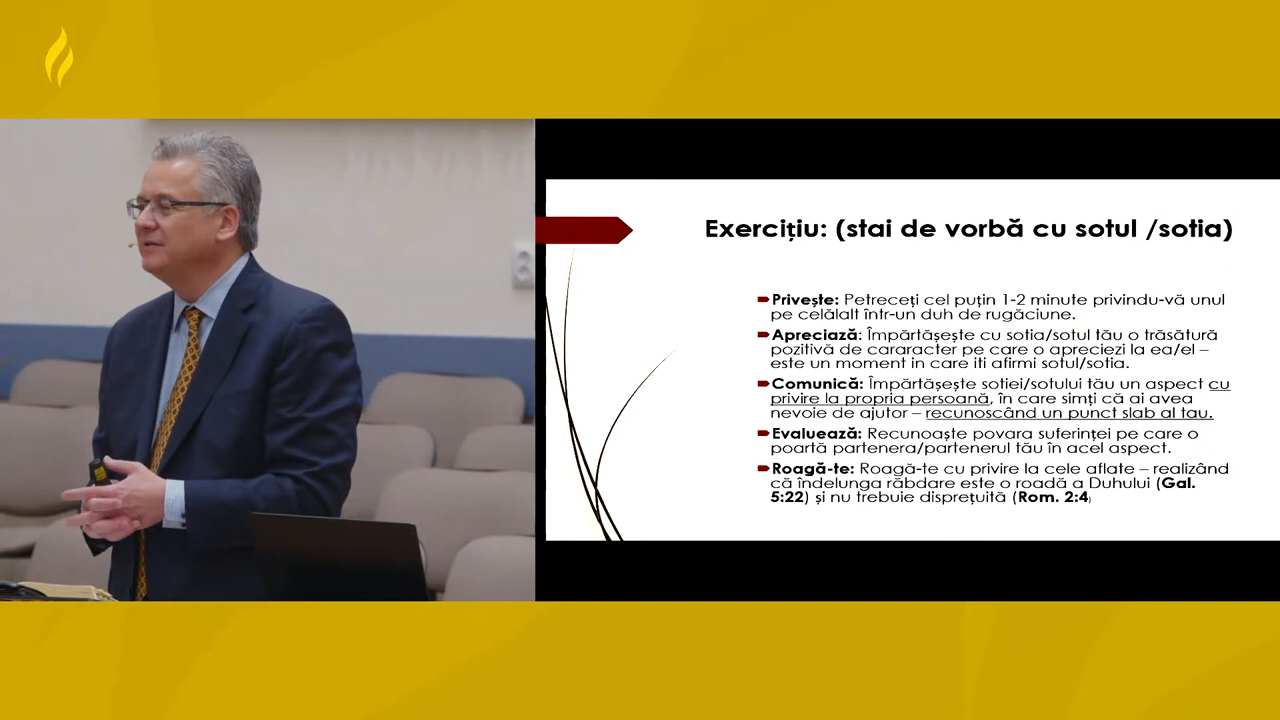 Exercițiu: (stai de vorbă cu sotul /sotia)
Privește: Petreceți cel puțin 1-2 minute privindu-vă unul
pe celălalt într-un duh de rugăciune.
Apreciază: Împărtășește cu sotia/sotul tău o trăsătură
pozitivă de cararacter pe care o apreciezi la ea/el –
este un moment in care iti afirmi sotul/sotia.
Comunică: Împărtășește sotiei/sotului tău un aspect cu
privire la propria persoană, în care simți că ai avea
nevoie de ajutor – recunoscând un punct slab al tau.
Evaluează: Recunoaște povara suferinței pe care o
poartă partenera/partenerul tău în acel aspect.
Roagă-te: Roagă-te cu privire la cele aflate – realizând
că îndelunga răbdare este o roadă a Duhului (Gal.
5:22) și nu trebuie disprețuită (Rom. 2:4)